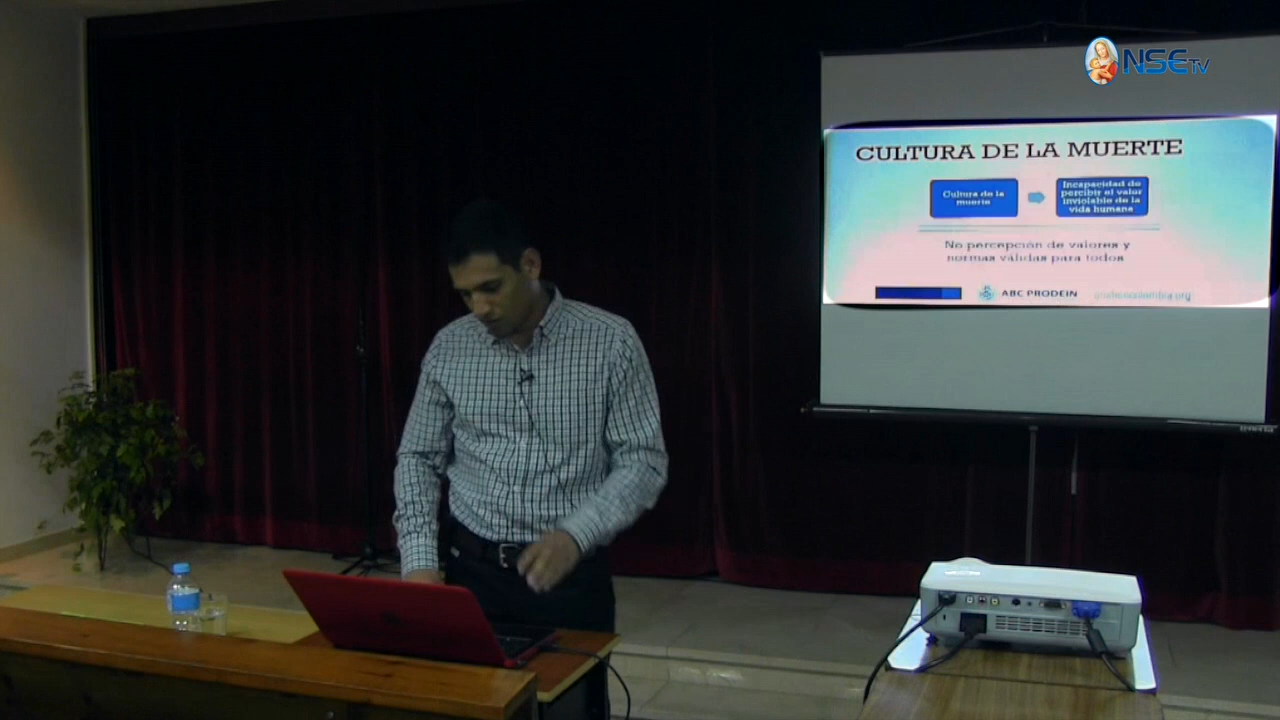 NSETV
CULTURA DE LA MUERTE
Cultura de la
muerte
Incapacidad de
percibir el valor
inviolable de la
vida humana
No percepción de valores y
normas válidas para todos
ABC PRODEIN